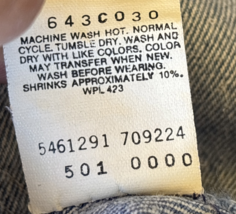 643C030
MACHINE WASH HOT. NORMAL
CYCLE. TUMBLE DRY. WASH AND
DRY WITH LIKE COLORS. COLOR
MAY TRANSFER WHEN NEW.
WASH BEFORE WEARING.
SHRINKS APPROXIMATELY 10%.
WPL 423
5461291 709224
501 0000